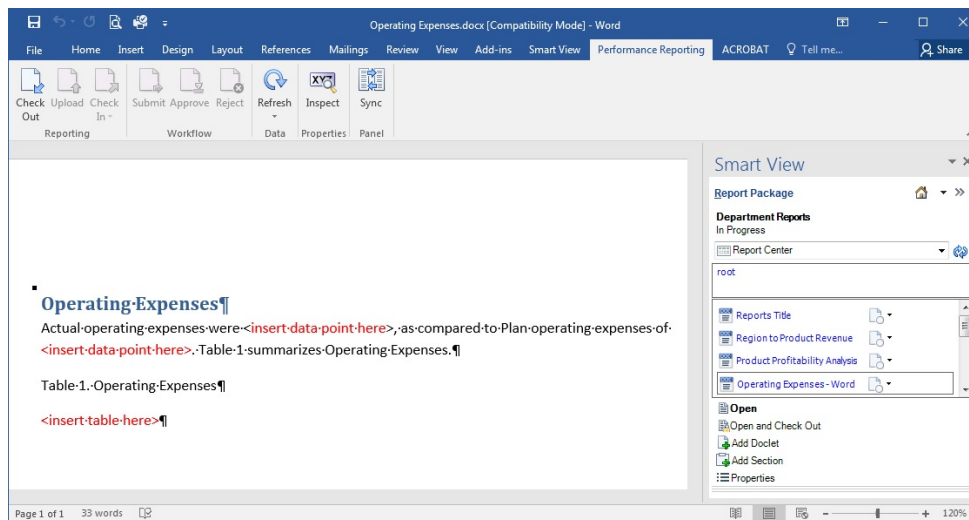 Operating Expenses.docx [Compatibility Mode] - Word
File Home Insert Design Layout References Mailings Review View Add-ins Smart View Performance Reporting ACROBAT Tell me... Share
Check Out Upload Check In Submit Approve Reject Refresh Inspect Sync
Reporting Workflow Data Properties Panel
XYZ
Smart View
Report Package
Department Reports
In Progress
Report Center
root
Reports Title
Region to Product Revenue
Product Profitability Analysis
Operating Expenses - Word
Open
Open and Check Out
Add Doclet
Add Section
Properties
Operating·Expenses¶
Actual·operating·expenses·were·<insert·data·point·here>,·as·compared·to·Plan·operating·expenses·of·
<insert·data·point·here>.·Table·1·summarizes·Operating·Expenses.¶
Table·1.·Operating·Expenses¶
<insert·table·here>¶
Page 1 of 1 33 words 120%